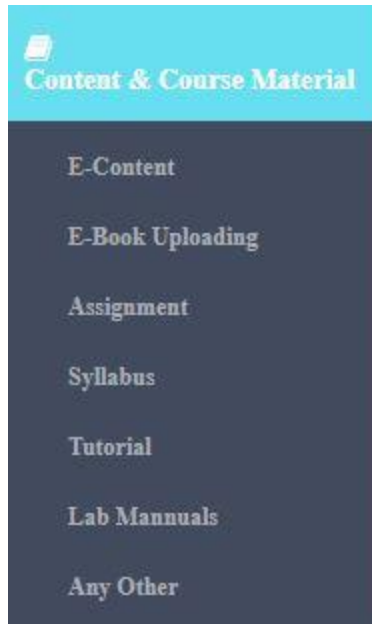 Content & Course Material
E-Content
E-Book Uploading
Assignment
Syllabus
Tutorial
Lab Mannuals
Any Other